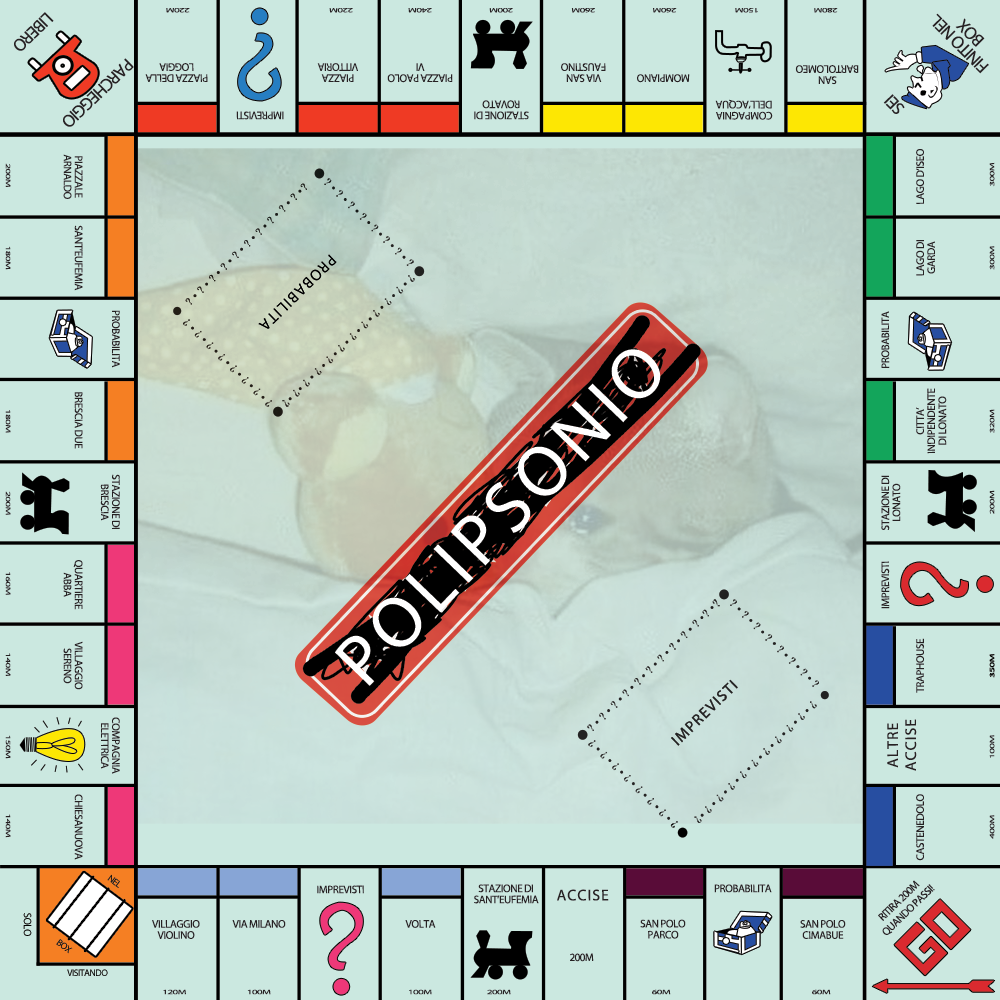 LIBERO
PARCHEGGIO
220M
PIAZZA DELLA
LOGGIA
IMPREVISTI
220M
PIAZZA
VITTORIA
240M
PIAZZA PAOLO
VI
200M
STAZIONE DI
ROVATO
260M
VIA SAN
FAUSTINO
260M
MOMPIANO
150M
COMPAGNIA
DELL'ACQUA
280M
SAN
BARTOLOMEO
SEI
FINITO NEL
BOX
PIAZZALE
ARNALDO
200M
SANT'EUFEMIA
180M
PROBABILITA
BRESCIA DUE
180M
STAZIONE DI
BRESCIA
200M
QUARTIERE
ABBA
160M
VILLAGGIO
SERENO
140M
COMPAGNIA
ELETTRICA
150M
CHIESANUOVA
140M
PROBABILITA
POLIPSONIO
IMPREVISTI
LAGO D'ISEO
300M
LAGO DI
GARDA
300M
PROBABILITA
CITTA'
INDIPENDENTE
DI LONATO
320M
STAZIONE DI
LONATO
200M
IMPREVISTI
TRAPHOUSE
350M
ALTRE
ACCISE
100M
CASTENEDOLO
400M
SOLO
NEL
BOX
VISITANDO
VILLAGGIO
VIOLINO
120M
VIA MILANO
100M
IMPREVISTI
VOLTA
100M
STAZIONE DI
SANT'EUFEMIA
200M
ACCISE
200M
SAN POLO
PARCO
60M
PROBABILITA
SAN POLO
CIMABUE
60M
RITIRA 200M
QUANDO PASSI!
GO